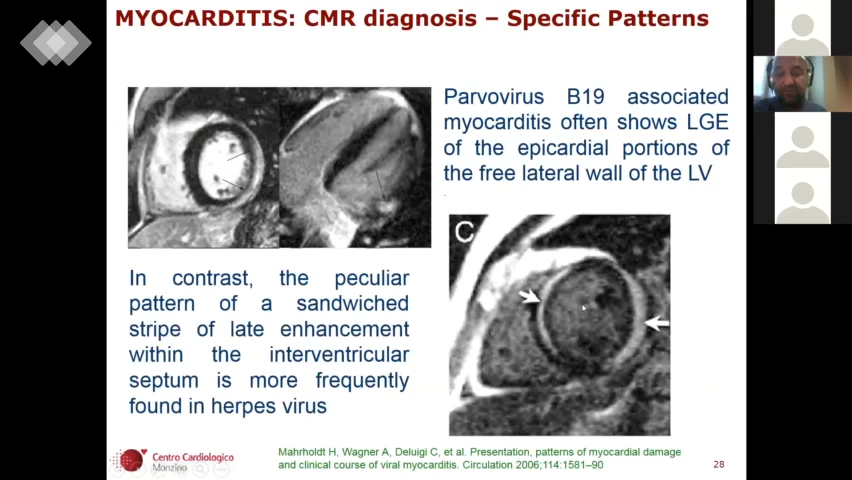 MYOCARDITIS: CMR diagnosis – Specific Patterns
Parvovirus B19 associated
myocarditis often shows LGE
of the epicardial portions of
the free lateral wall of the LV
.
C
In contrast, the peculiar
pattern of a sandwiched
stripe of late enhancement
within the interventricular
septum is more frequently
found in herpes virus
Centro Cardiologico
Monzino
Mahrholdt H, Wagner A, Deluigi C, et al. Presentation, patterns of myocardial damage
and clinical course of viral myocarditis. Circulation 2006;114:1581–90
28